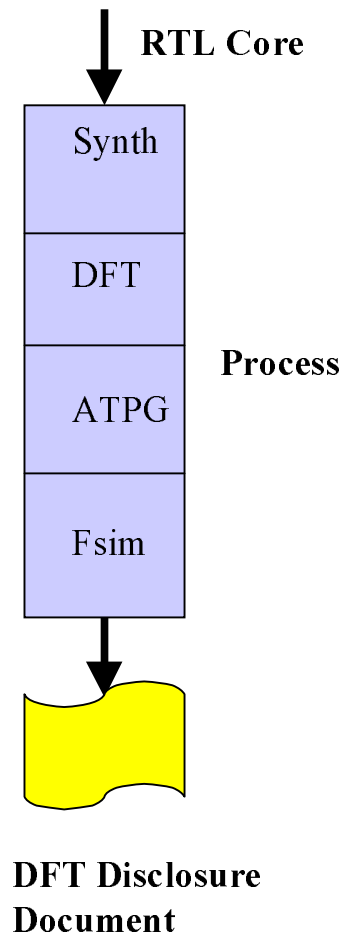 RTL Core
Synth
DFT
Process
ATPG
Fsim
DFT Disclosure
Document